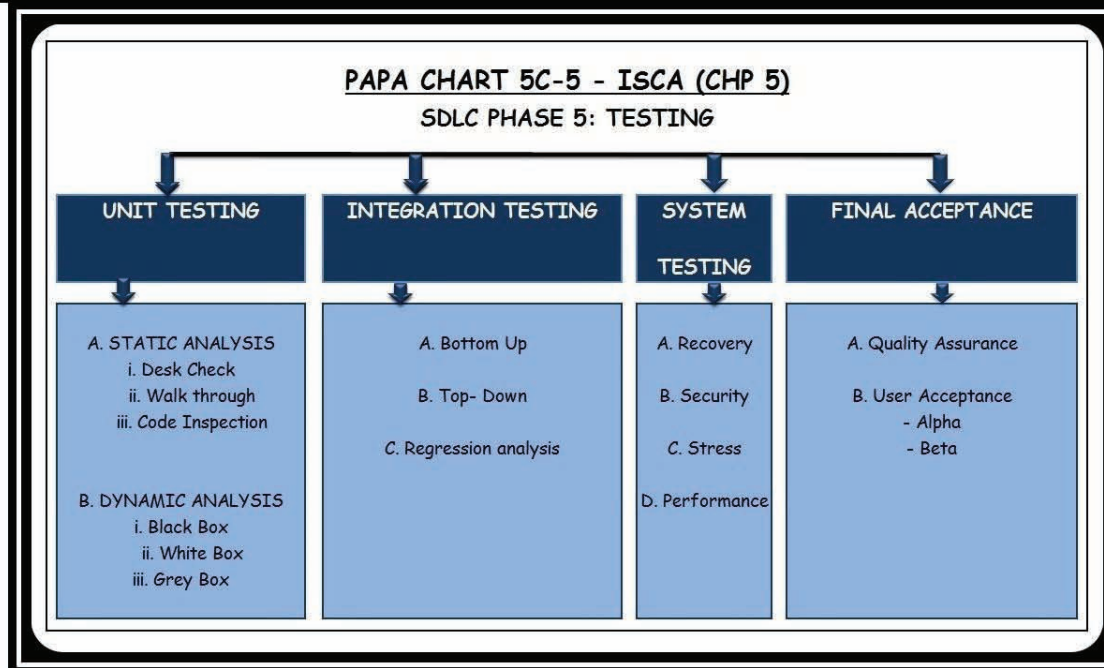 PAPA CHART 5C-5 - ISCA (CHP 5)
SDLC PHASE 5: TESTING
UNIT TESTING
A. STATIC ANALYSIS
i. Desk Check
ii. Walk through
iii. Code Inspection
B. DYNAMIC ANALYSIS
i. Black Box
ii. White Box
iii. Grey Box
INTEGRATION TESTING
A. Bottom Up
B. Top- Down
C. Regression analysis
SYSTEM
TESTING
A. Recovery
B. Security
C. Stress
D. Performance
FINAL ACCEPTANCE
A. Quality Assurance
B. User Acceptance
- Alpha
- Beta